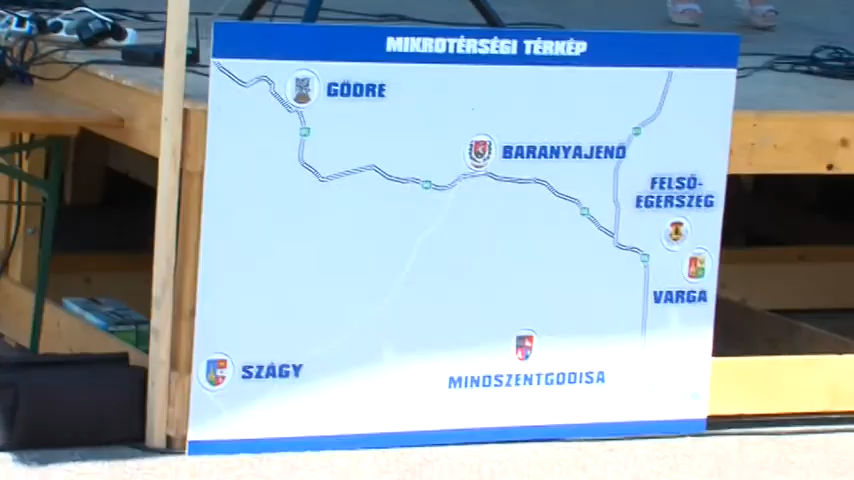 MIKROTÉRSÉGI TÉRKÉP
GÖDRE
BARANYAJENŐ
FELSŐ-
EGERSZEG
VARGA
SZÁGY
MINDSZENTGODISA